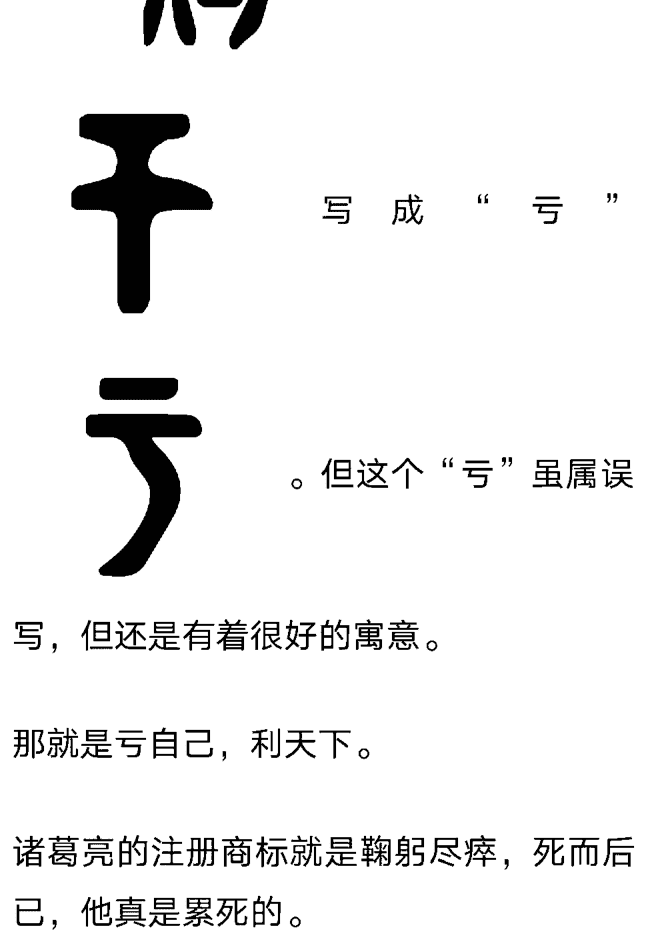 干 写成“亏”
亏 。但这个“亏”虽属误
写，但还是有着很好的寓意。
那就是亏自己，利天下。
诸葛亮的注册商标就是鞠躬尽瘁，死而后
已，他真是累死的。